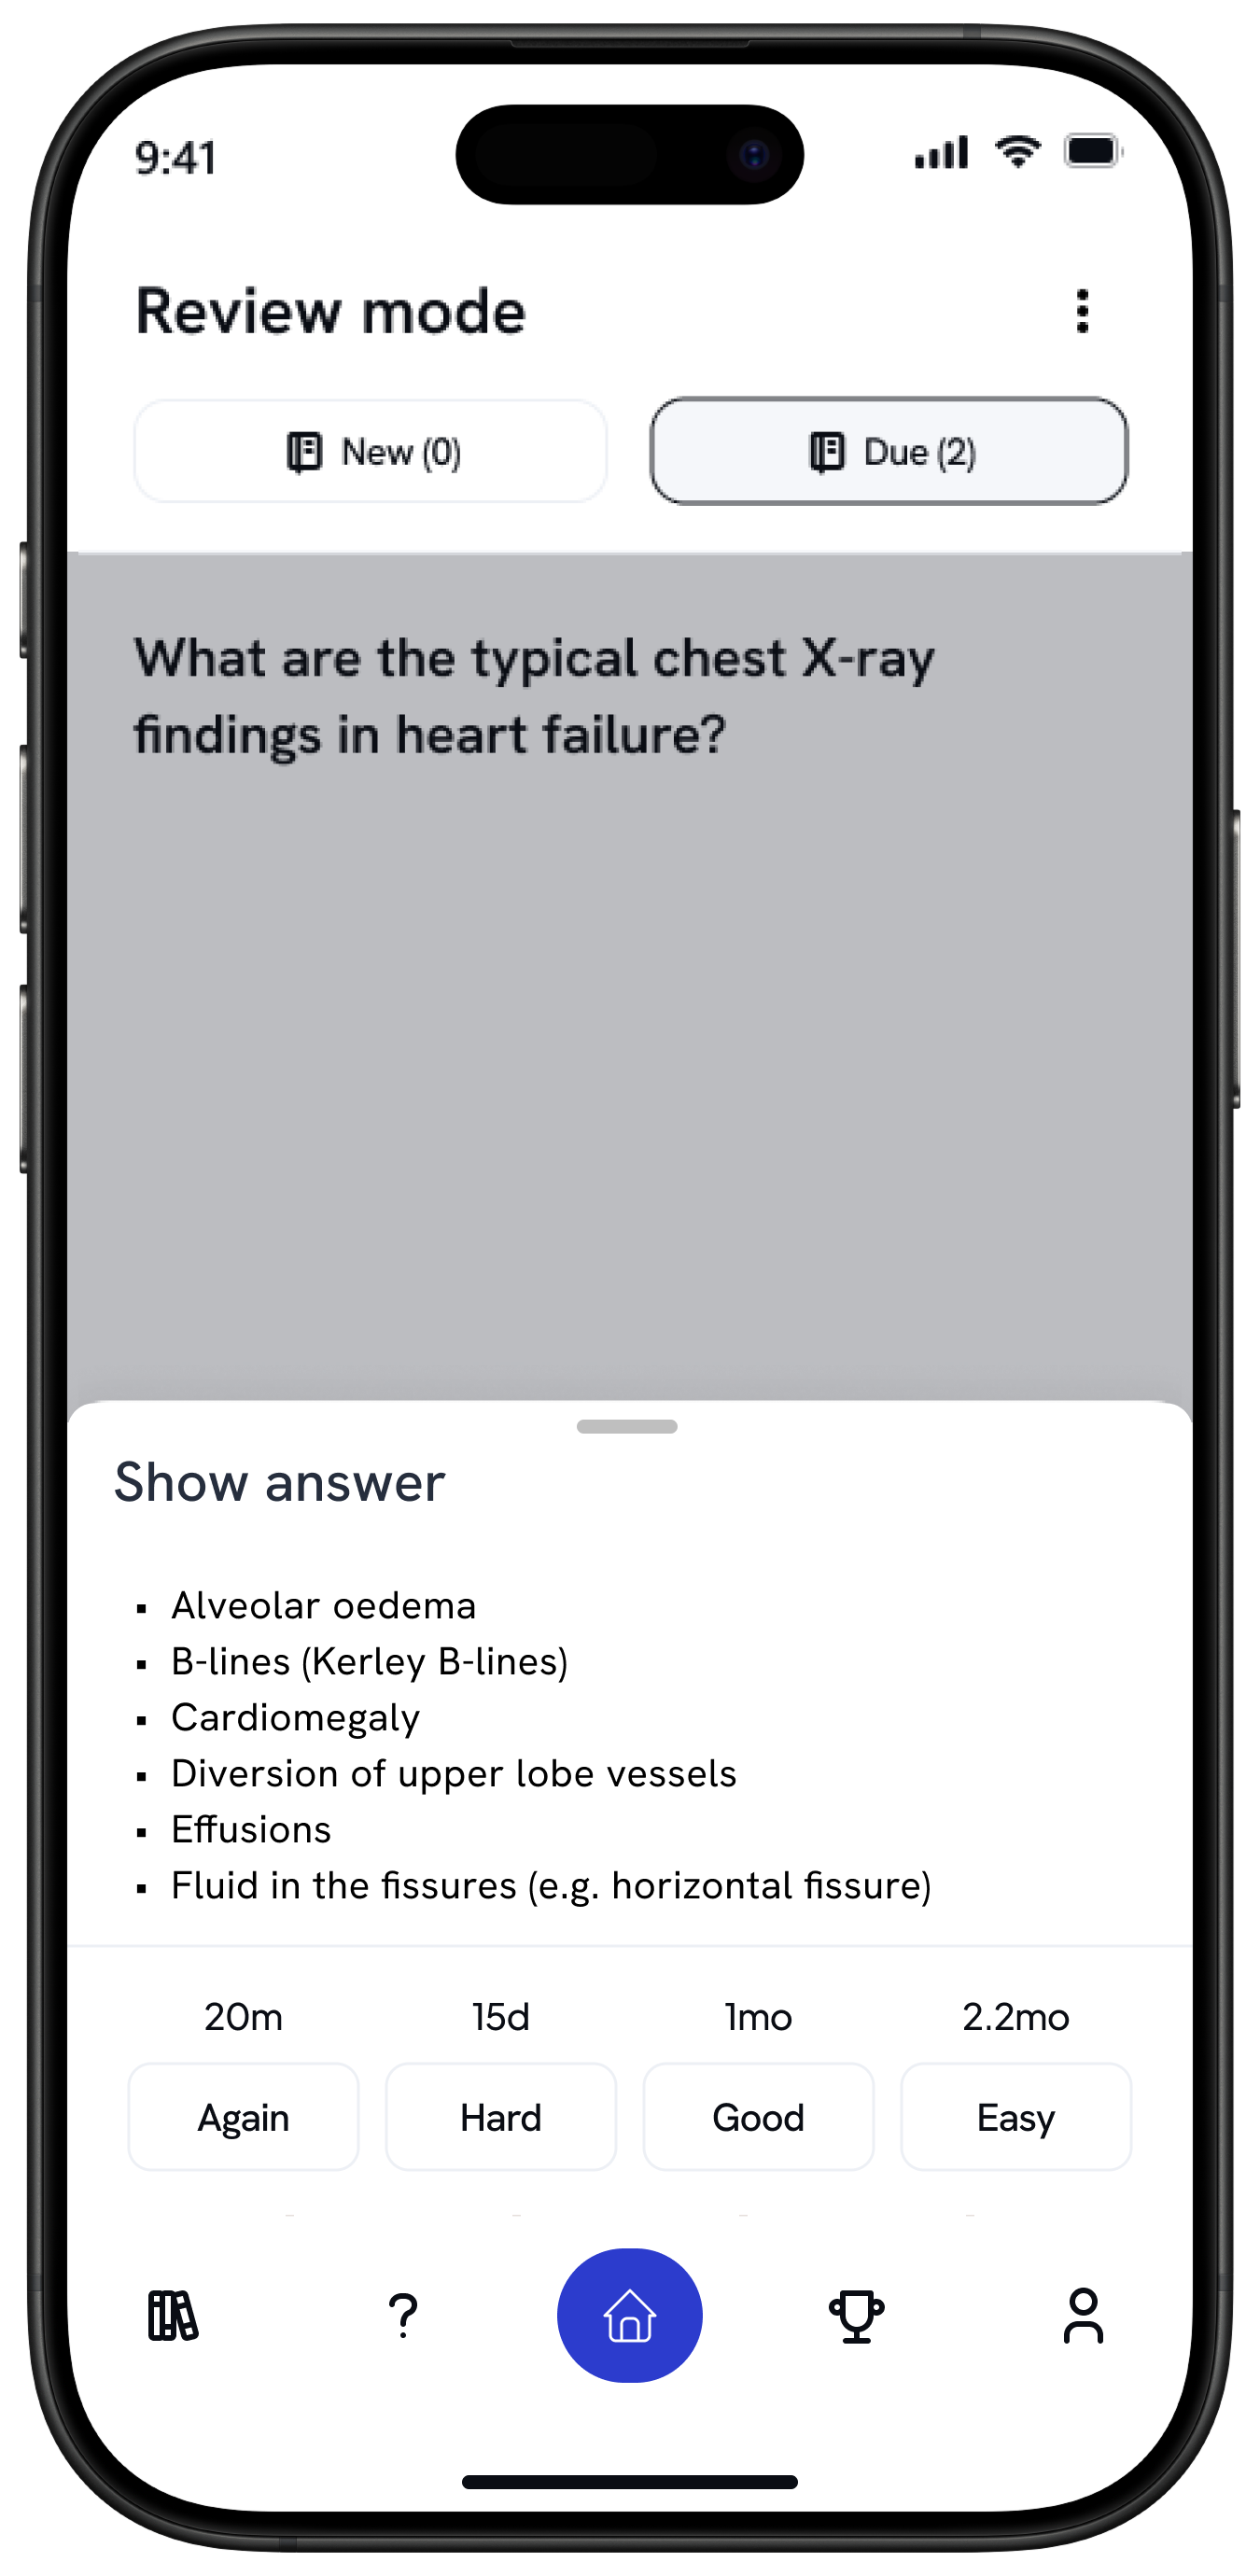 9:41
Review mode
New (0)
Due (2)
What are the typical chest X-ray
findings in heart failure?
Show answer
▪ Alveolar oedema
▪ B-lines (Kerley B-lines)
▪ Cardiomegaly
▪ Diversion of upper lobe vessels
▪ Effusions
▪ Fluid in the fissures (e.g. horizontal fissure)
20m 15d 1mo 2.2mo
Again Hard Good Easy
?